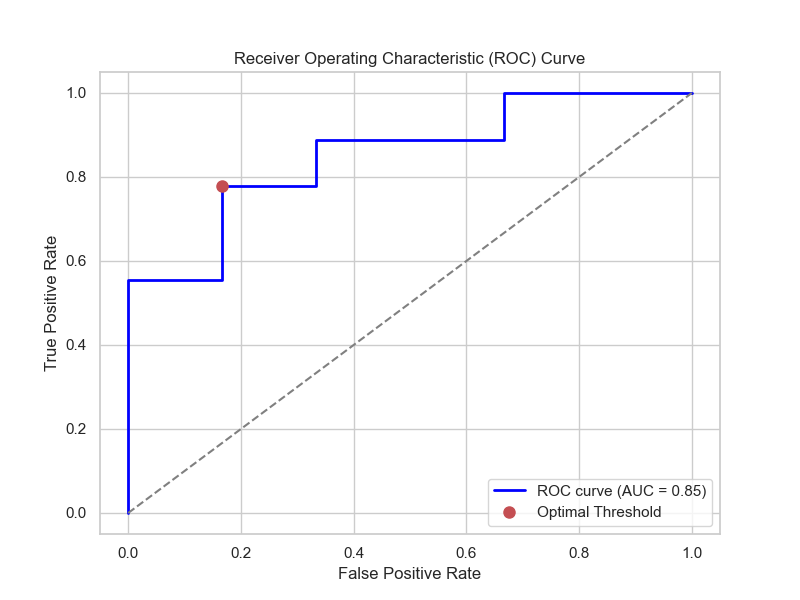 Receiver Operating Characteristic (ROC) Curve
1.0
0.8
0.6
0.4
0.2
0.0
True Positive Rate
0.0 0.2 0.4 0.6 0.8 1.0
False Positive Rate
ROC curve (AUC = 0.85)
Optimal Threshold